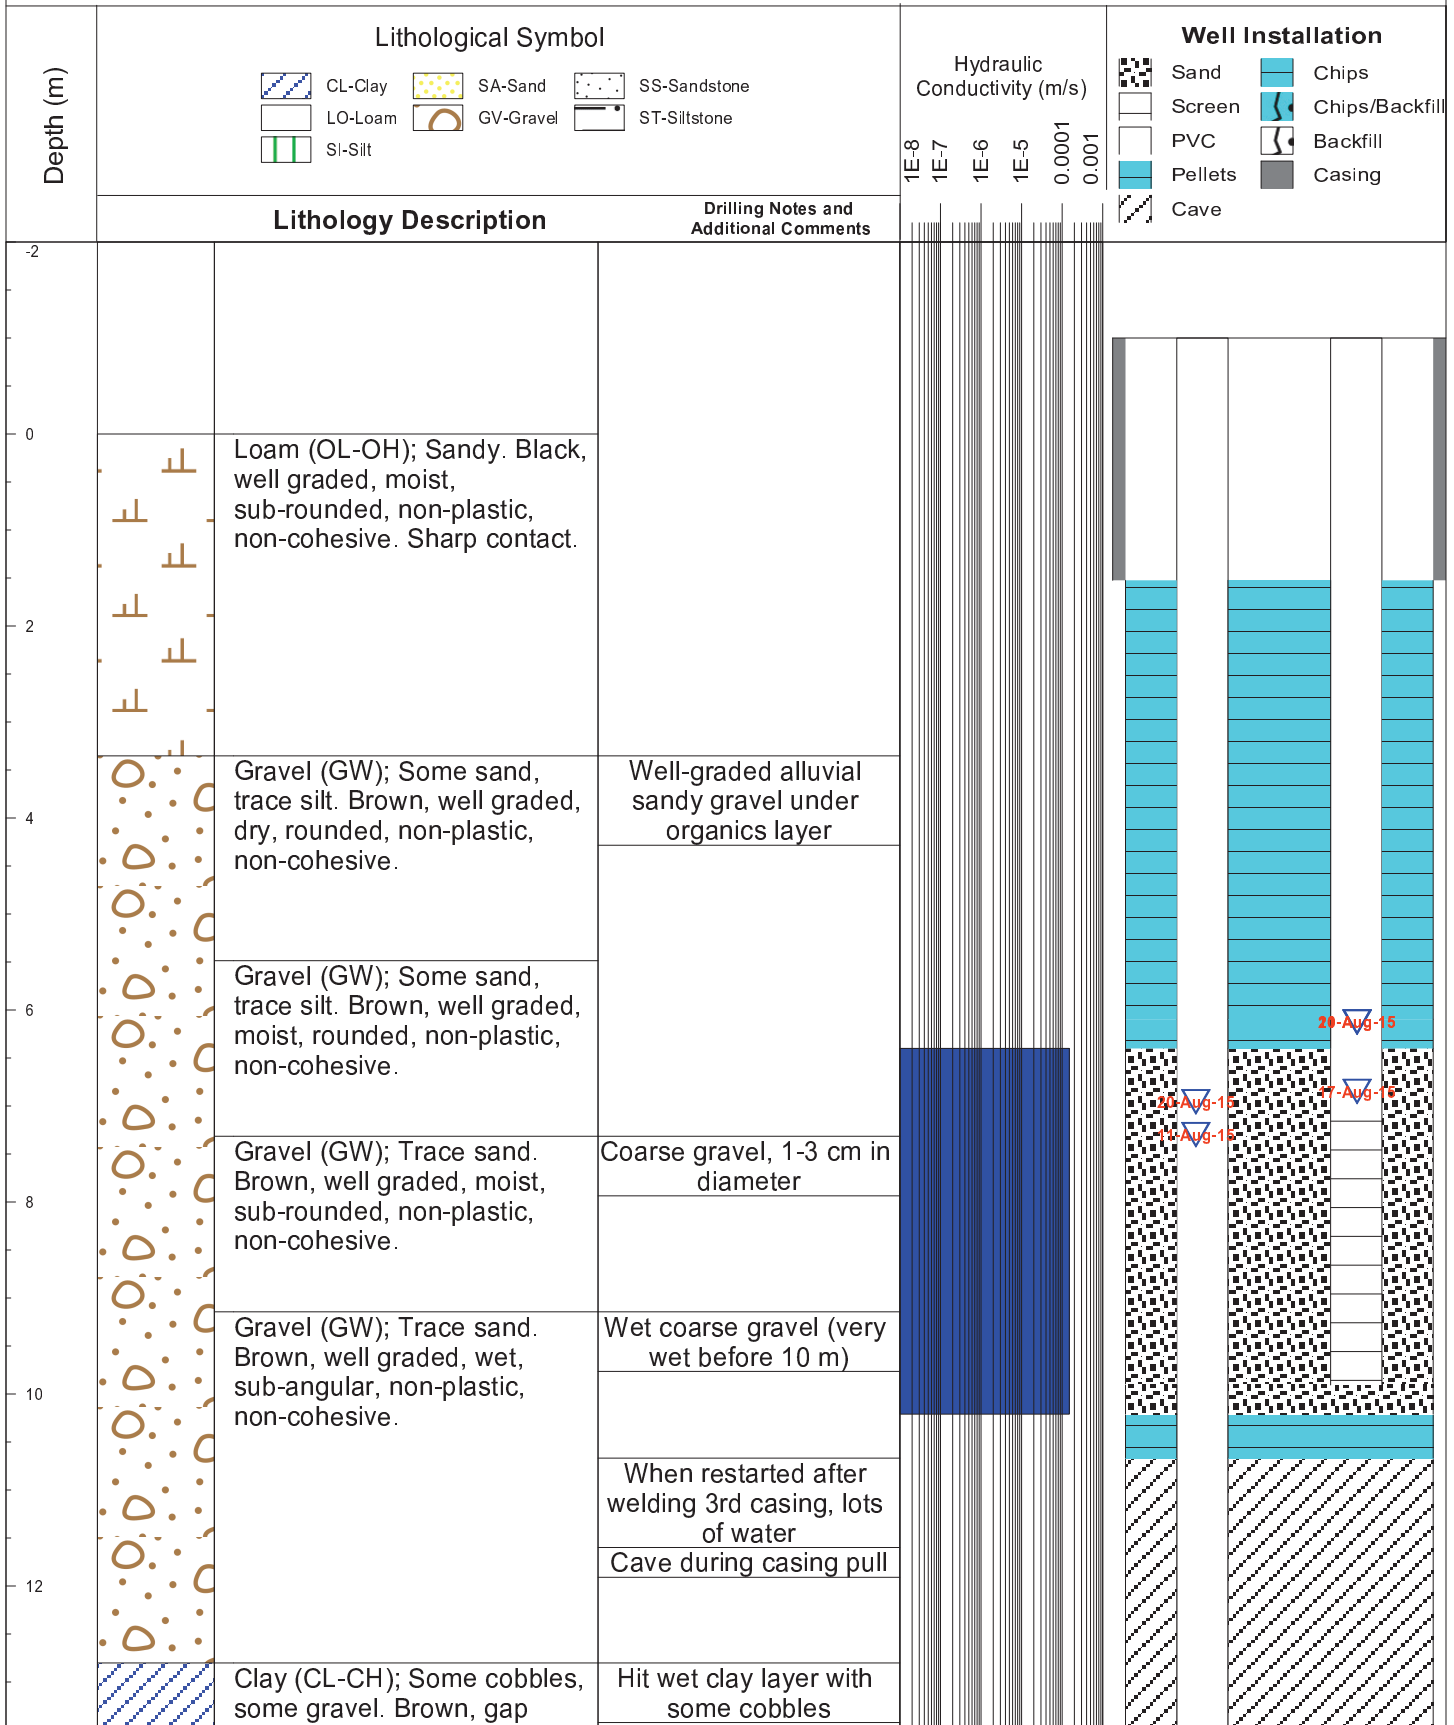 Depth (m)
Lithological Symbol
CL-Clay
SA-Sand
SS-Sandstone
LO-Loam
GV-Gravel
ST-Siltstone
SI-Silt
Lithology Description
Drilling Notes and
Additional Comments
Hydraulic
Conductivity (m/s)
1E-8
1E-7
1E-6
1E-5
0.0001
0.001
Well Installation
Sand
Chips
Screen
Chips/Backfill
PVC
Backfill
Pellets
Casing
Cave
-2
0
2
4
6
8
10
12
Loam (OL-OH); Sandy. Black,
well graded, moist,
sub-rounded, non-plastic,
non-cohesive. Sharp contact.
Gravel (GW); Some sand,
trace silt. Brown, well graded,
dry, rounded, non-plastic,
non-cohesive.
Gravel (GW); Some sand,
trace silt. Brown, well graded,
moist, rounded, non-plastic,
non-cohesive.
Gravel (GW); Trace sand.
Brown, well graded, moist,
sub-rounded, non-plastic,
non-cohesive.
Gravel (GW); Trace sand.
Brown, well graded, wet,
sub-angular, non-plastic,
non-cohesive.
Clay (CL-CH); Some cobbles,
some gravel. Brown, gap
Well-graded alluvial
sandy gravel under
organics layer
Coarse gravel, 1-3 cm in
diameter
Wet coarse gravel (very
wet before 10 m)
When restarted after
welding 3rd casing, lots
of water
Cave during casing pull
Hit wet clay layer with
some cobbles
17-Aug-15
20-Aug-15
11-Aug-15